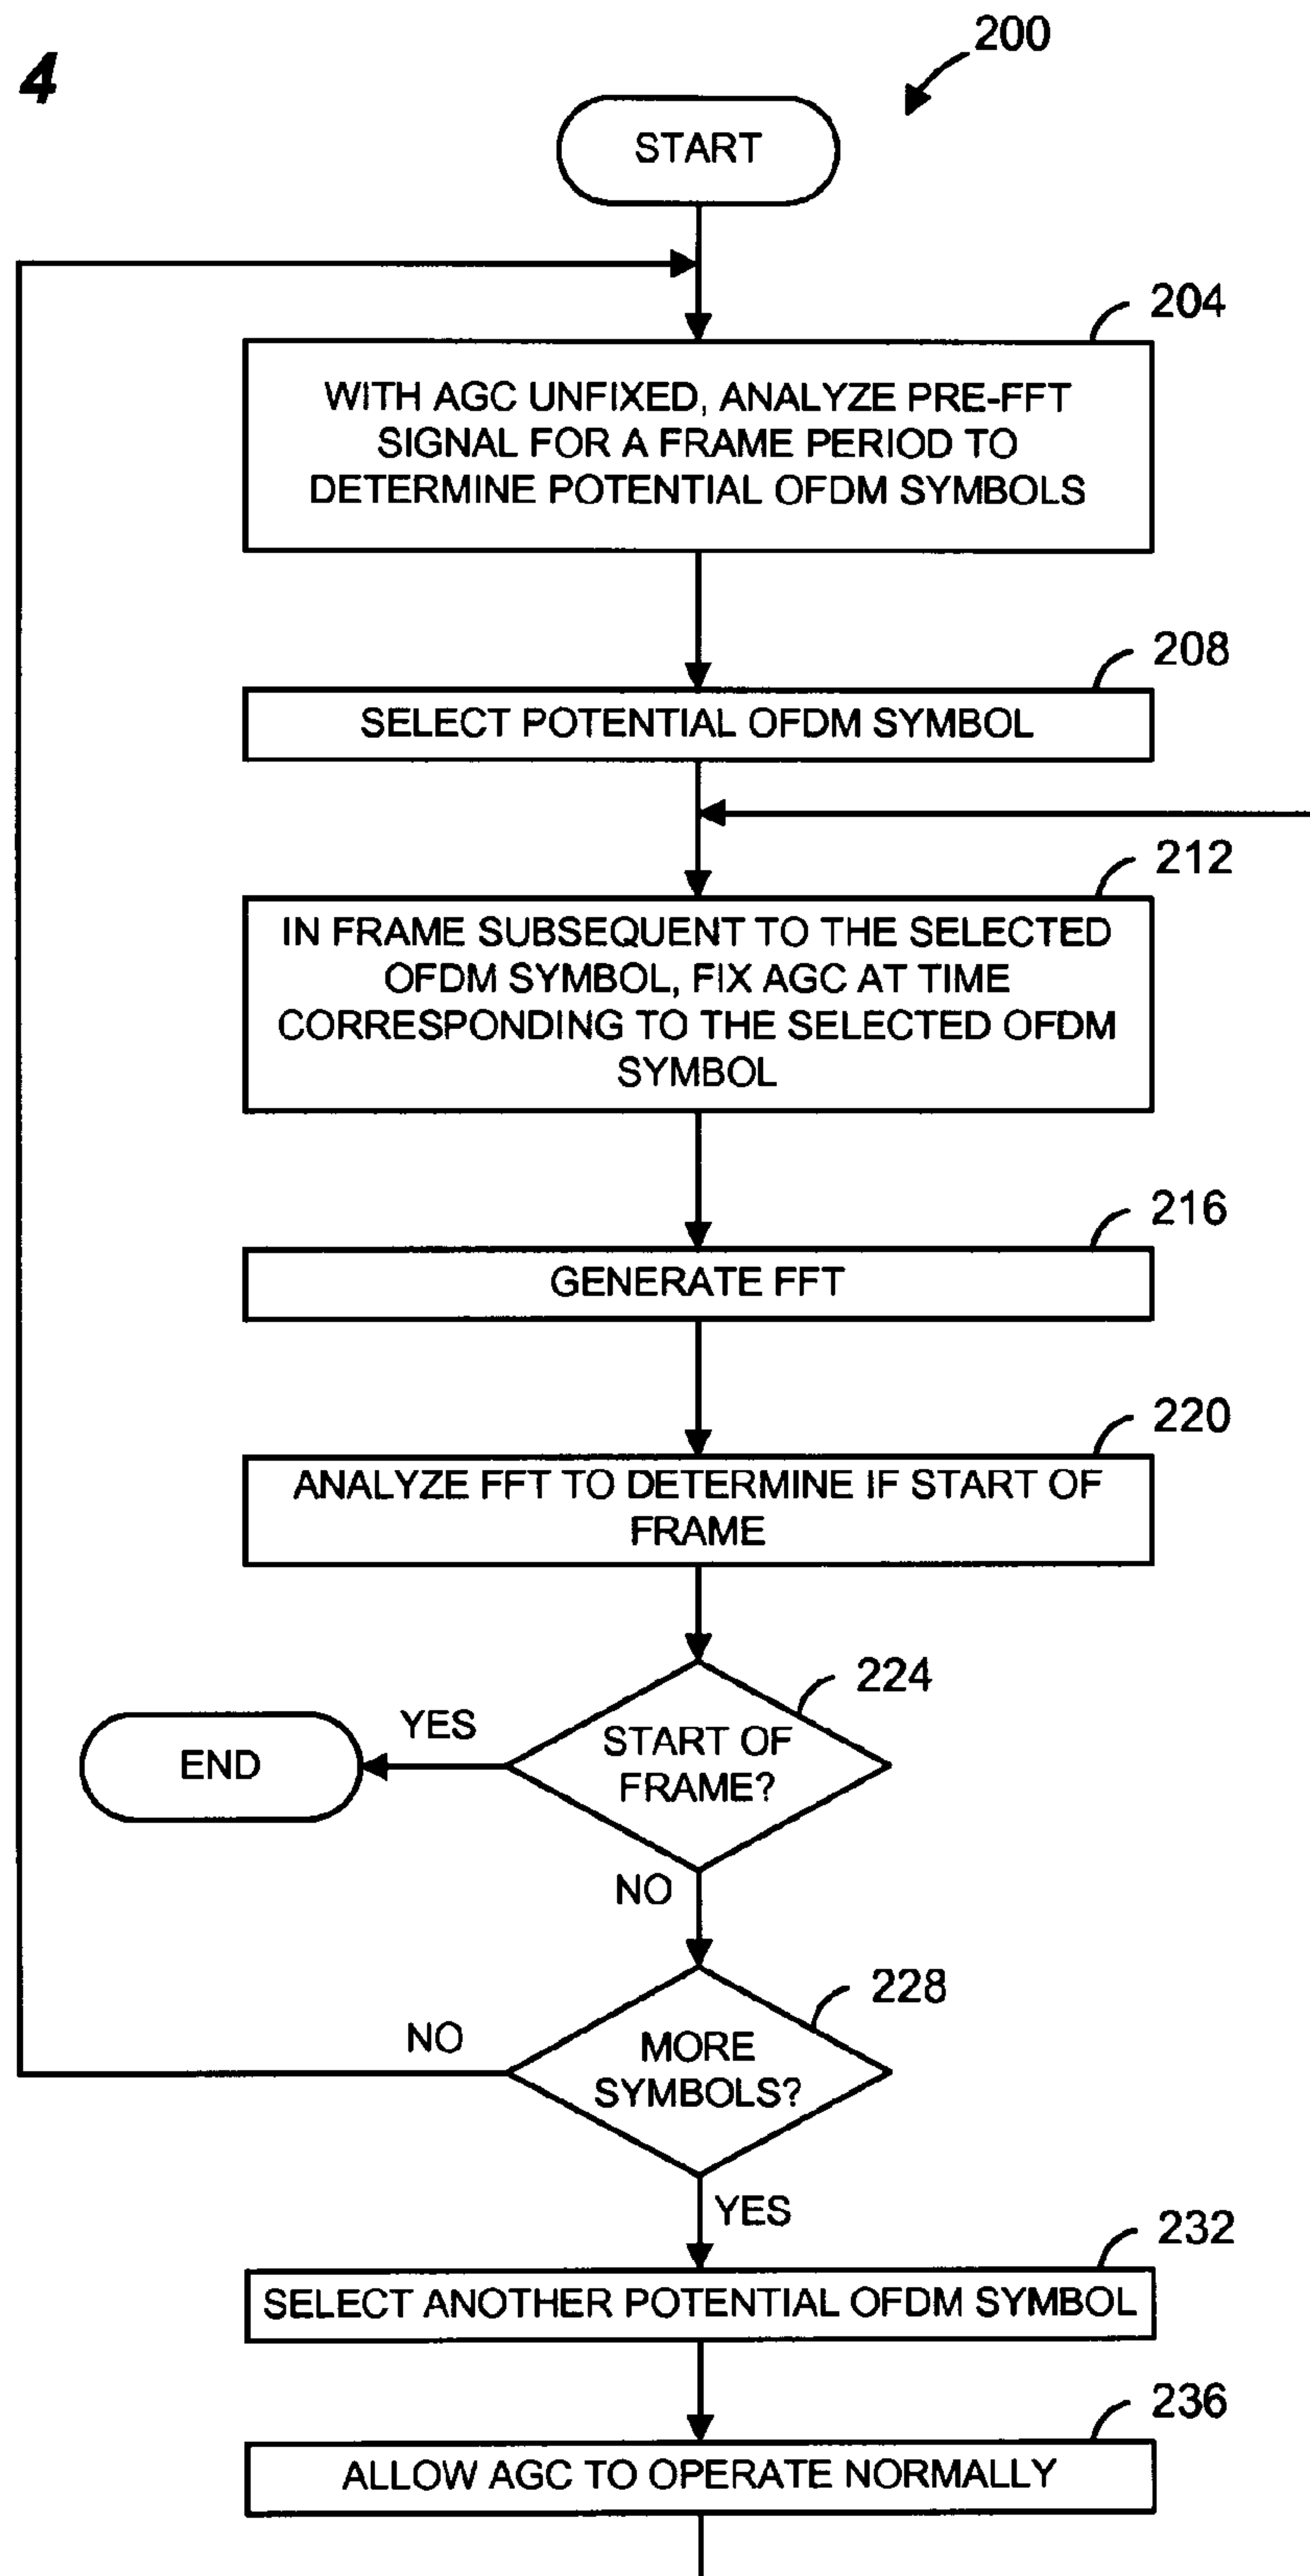 4
200
START
204
WITH AGC UNFIXED, ANALYZE PRE-FFT
SIGNAL FOR A FRAME PERIOD TO
DETERMINE POTENTIAL OFDM SYMBOLS
208
SELECT POTENTIAL OFDM SYMBOL
212
IN FRAME SUBSEQUENT TO THE SELECTED
OFDM SYMBOL, FIX AGC AT TIME
CORRESPONDING TO THE SELECTED OFDM
SYMBOL
216
GENERATE FFT
220
ANALYZE FFT TO DETERMINE IF START OF
FRAME
224
START OF
FRAME?
YES
END
NO
228
MORE
SYMBOLS?
NO
YES
232
SELECT ANOTHER POTENTIAL OFDM SYMBOL
236
ALLOW AGC TO OPERATE NORMALLY